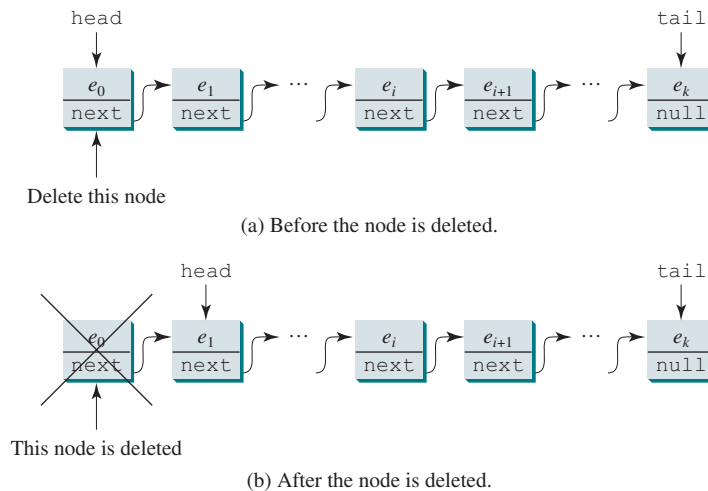 head tail
e₀ e₁ ... eᵢ eᵢ₊₁ ... eₖ
next next next next null
Delete this node
(a) Before the node is deleted.
head tail
e₀ e₁ ... eᵢ eᵢ₊₁ ... eₖ
next next next next null
This node is deleted
(b) After the node is deleted.